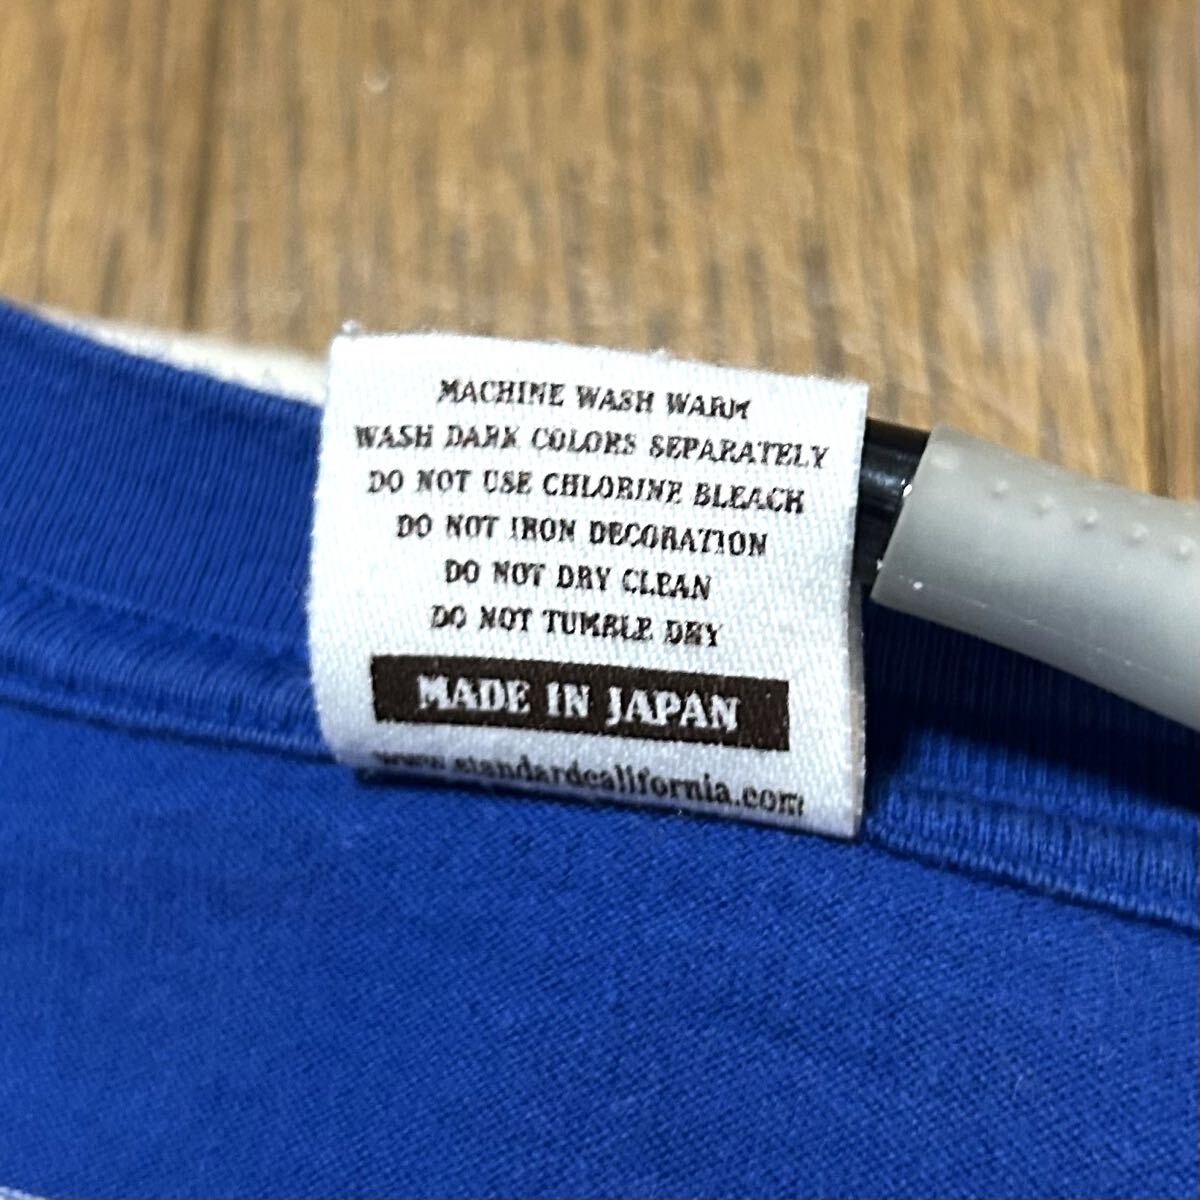 MACHINE WASH WARM
WASH DARK COLORS SEPARATELY
DO NOT USE CHLORINE BLEACH
DO NOT IRON DECORATION
DO NOT DRY CLEAN
DO NOT TUMBLE DRY
MADE IN JAPAN
www.standardcalifornia.com